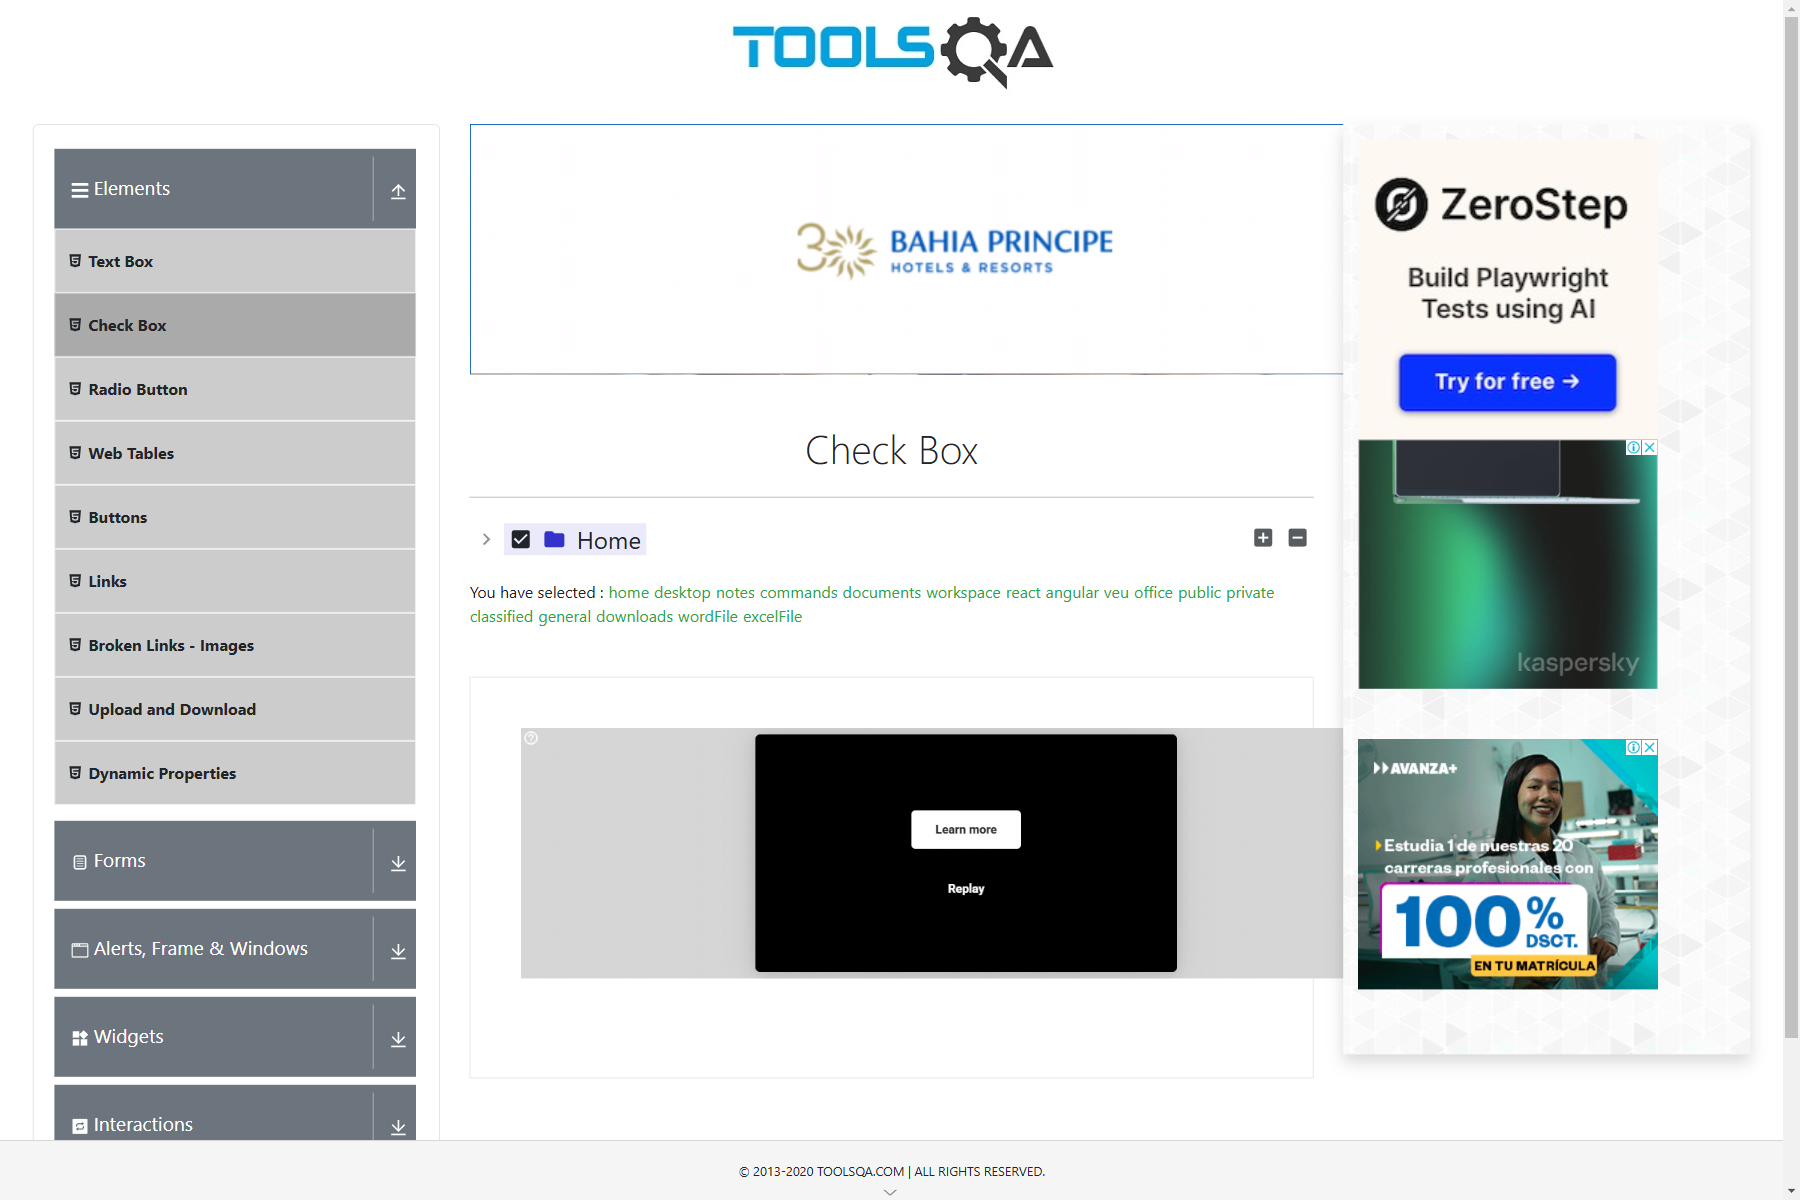 TOOLSQA
Elements
Text Box
Check Box
Radio Button
Web Tables
Buttons
Links
Broken Links - Images
Upload and Download
Dynamic Properties
Forms
Alerts, Frame & Windows
Widgets
Interactions
30 BAHIA PRINCIPE
HOTELS & RESORTS
Check Box
Home
You have selected : home desktop notes commands documents workspace react angular veu office public private
classified general downloads wordFile excelFile
Learn more
Replay
ZeroStep
Build Playwright
Tests using AI
Try for free →
kaspersky
AVANZA+
Estudia 1 de nuestras 20
carreras profesionales con
100%
DSCT.
EN TU MATRÍCULA
© 2013-2020 TOOLSQA.COM | ALL RIGHTS RESERVED.